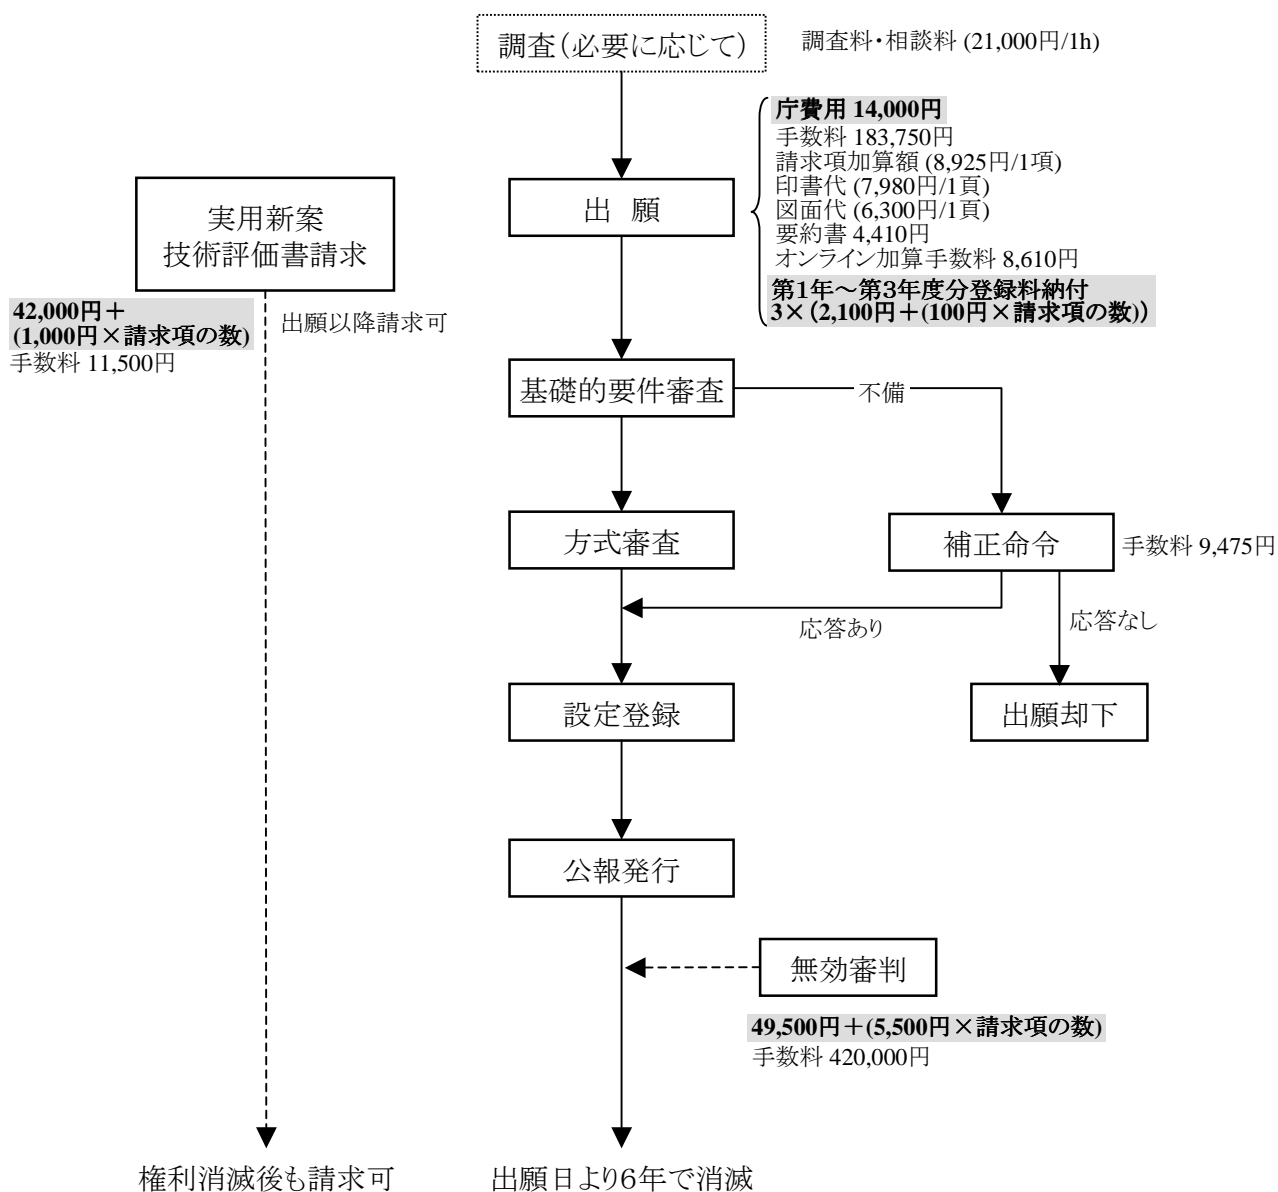 調査（必要に応じて）
調査料・相談料 (21,000円/1h)
庁費用 14,000円
手数料 183,750円
請求項加算額 (8,925円/1項)
印書代 (7,980円/1頁)
図面代 (6,300円/1頁)
要約書 4,410円
オンライン加算手数料 8,610円
第１年～第３年度分登録料納付
3×（2,100円＋(100円×請求項の数)）
出 願
実用新案
技術評価書請求
42,000円＋
(1,000円×請求項の数)
手数料 11,500円
出願以降請求可
基礎的要件審査
不備
方式審査
補正命令
手数料 9,475円
応答あり
応答なし
設定登録
出願却下
公報発行
無効審判
49,500円＋(5,500円×請求項の数)
手数料 420,000円
権利消滅後も請求可
出願日より６年で消滅